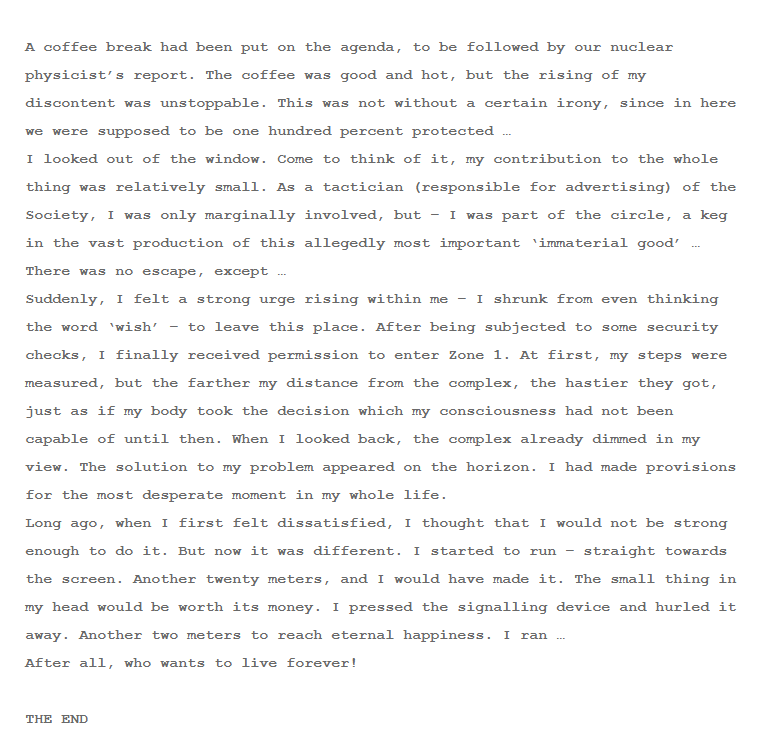 A coffee break had been put on the agenda, to be followed by our nuclear
physicist’s report. The coffee was good and hot, but the rising of my
discontent was unstoppable. This was not without a certain irony, since in here
we were supposed to be one hundred percent protected …
I looked out of the window. Come to think of it, my contribution to the whole
thing was relatively small. As a tactician (responsible for advertising) of the
Society, I was only marginally involved, but – I was part of the circle, a keg
in the vast production of this allegedly most important ‘immaterial good’ …
There was no escape, except …
Suddenly, I felt a strong urge rising within me – I shrunk from even thinking
the word ‘wish’ – to leave this place. After being subjected to some security
checks, I finally received permission to enter Zone 1. At first, my steps were
measured, but the farther my distance from the complex, the hastier they got,
just as if my body took the decision which my consciousness had not been
capable of until then. When I looked back, the complex already dimmed in my
view. The solution to my problem appeared on the horizon. I had made provisions
for the most desperate moment in my whole life.
Long ago, when I first felt dissatisfied, I thought that I would not be strong
enough to do it. But now it was different. I started to run – straight towards
the screen. Another twenty meters, and I would have made it. The small thing in
my head would be worth its money. I pressed the signalling device and hurled it
away. Another two meters to reach eternal happiness. I ran …
After all, who wants to live forever!
THE END